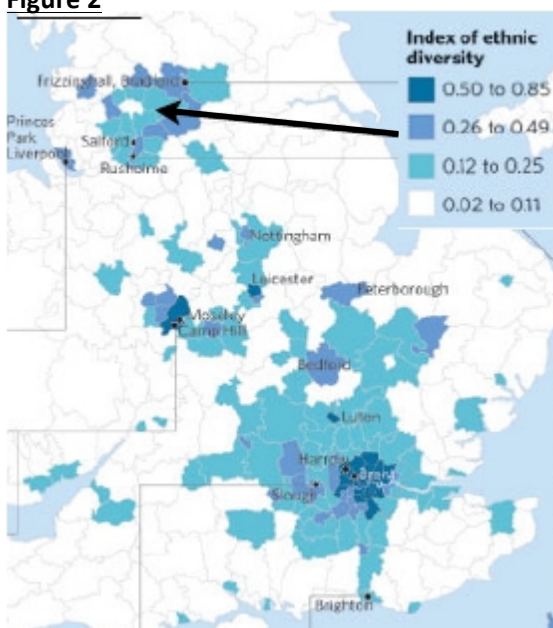 Figure 2
Index of ethnic
diversity
0.50 to 0.85
0.26 to 0.49
0.12 to 0.25
0.02 to 0.11
Frizzinghall, Bradford
Princes
Park
Liverpool
Salford
Rusholme
Nottingham
Leicester
Peterborough
Moseley
Camp Hill
Bedford
Luton
Harrow
Brent
Slough
Brighton